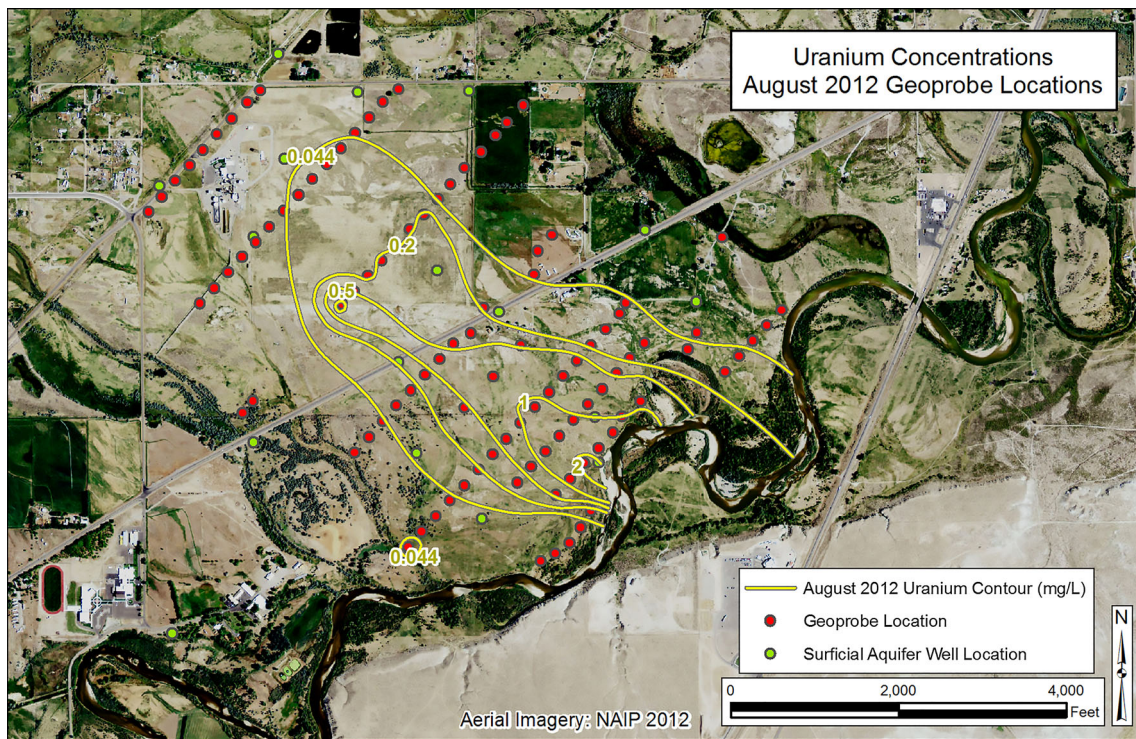 Uranium Concentrations
August 2012 Geoprobe Locations
0.044
0.2
0.5
1
2
0.044
August 2012 Uranium Contour (mg/L)
Geoprobe Location
Surficial Aquifer Well Location
N
0 2,000 4,000
Feet
Aerial Imagery: NAIP 2012